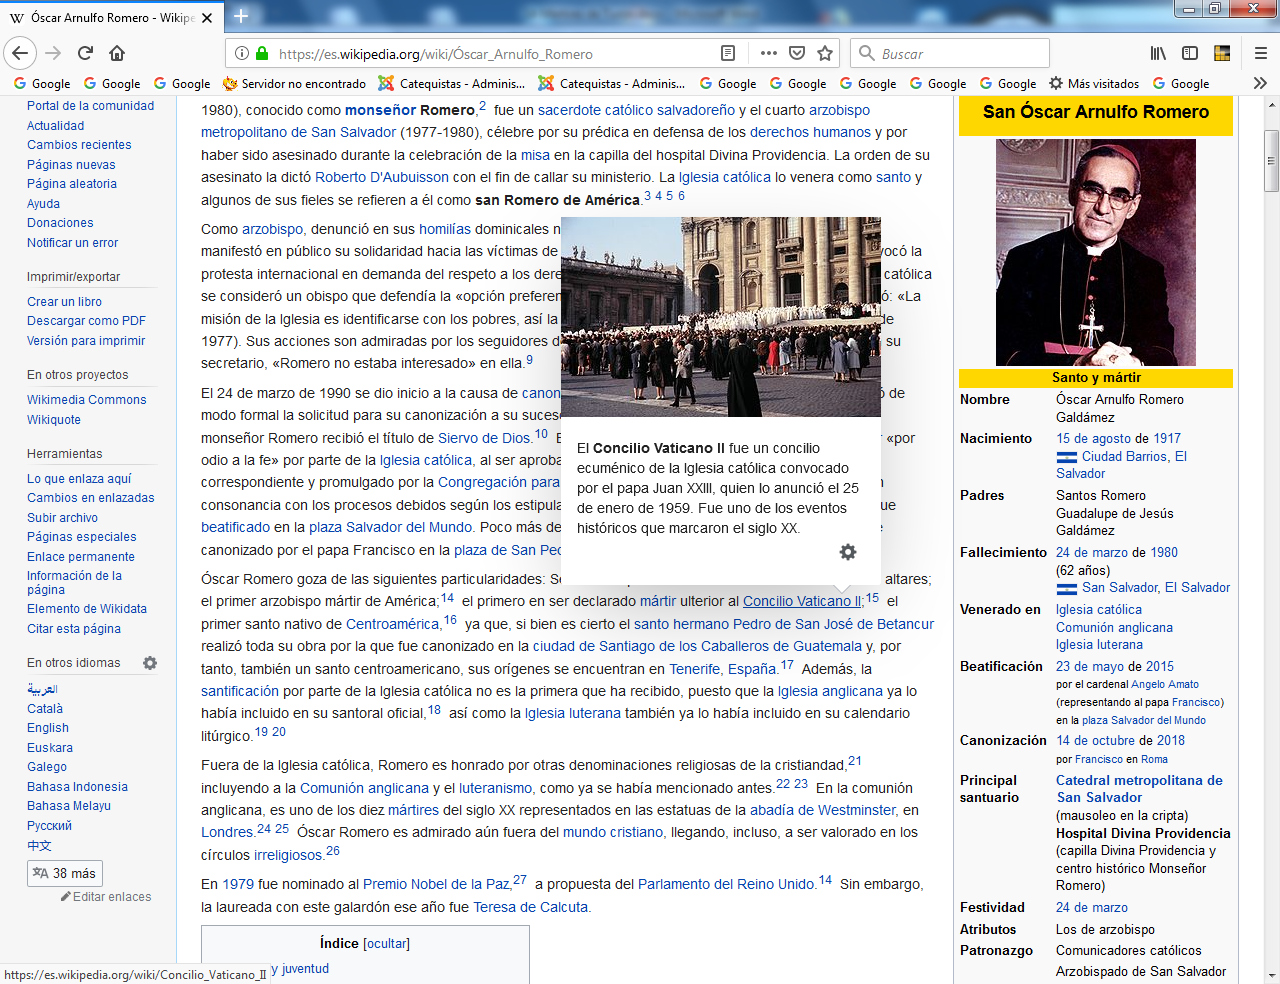 Óscar Arnulfo Romero - Wikipe
https://es.wikipedia.org/wiki/Óscar_Arnulfo_Romero
Buscar
Google Google Google Servidor no encontrado Catequistas - Adminis... Catequistas - Adminis... Google Google Google Google Google Más visitados Google
Portal de la comunidad
Actualidad
Cambios recientes
Páginas nuevas
Página aleatoria
Ayuda
Donaciones
Notificar un error
Imprimir/exportar
Crear un libro
Descargar como PDF
Versión para imprimir
En otros proyectos
Wikimedia Commons
Wikiquote
Herramientas
Lo que enlaza aquí
Cambios en enlazadas
Subir archivo
Páginas especiales
Enlace permanente
Información de la
página
Elemento de Wikidata
Citar esta página
En otros idiomas
العربية
Català
English
Euskara
Galego
Bahasa Indonesia
Bahasa Melayu
Русский
中文
38 más
Editar enlaces
1980), conocido como monseñor Romero,2 fue un sacerdote católico salvadoreño y el cuarto arzobispo
metropolitano de San Salvador (1977-1980), célebre por su prédica en defensa de los derechos humanos y por
haber sido asesinado durante la celebración de la misa en la capilla del hospital Divina Providencia. La orden de su
asesinato la dictó Roberto D'Aubuisson con el fin de callar su ministerio. La Iglesia católica lo venera como santo y
algunos de sus fieles se refieren a él como san Romero de América.3 4 5 6
Como arzobispo, denunció en sus homilías dominicales n
manifestó en público su solidaridad hacia las víctimas de vocó la
protesta internacional en demanda del respeto a los dere católica
se consideró un obispo que defendía la «opción preferen ó: «La
misión de la Iglesia es identificarse con los pobres, así la de
1977). Sus acciones son admiradas por los seguidores d su
secretario, «Romero no estaba interesado» en ella.9
El 24 de marzo de 1990 se dio inicio a la causa de canon ó de
modo formal la solicitud para su canonización a su suces
monseñor Romero recibió el título de Siervo de Dios.10 E r «por
odio a la fe» por parte de la Iglesia católica, al ser aproba
correspondiente y promulgado por la Congregación para n
consonancia con los procesos debidos según los estipula ue
beatificado en la plaza Salvador del Mundo. Poco más de e
canonizado por el papa Francisco en la plaza de San Ped
El Concilio Vaticano II fue un concilio
ecuménico de la Iglesia católica convocado
por el papa Juan XXIII, quien lo anunció el 25
de enero de 1959. Fue uno de los eventos
históricos que marcaron el siglo XX.
Óscar Romero goza de las siguientes particularidades: Se altares;
el primer arzobispo mártir de América;14 el primero en ser declarado mártir ulterior al Concilio Vaticano II;15 el
primer santo nativo de Centroamérica,16 ya que, si bien es cierto el santo hermano Pedro de San José de Betancur
realizó toda su obra por la que fue canonizado en la ciudad de Santiago de los Caballeros de Guatemala y, por
tanto, también un santo centroamericano, sus orígenes se encuentran en Tenerife, España.17 Además, la
santificación por parte de la Iglesia católica no es la primera que ha recibido, puesto que la Iglesia anglicana ya lo
había incluido en su santoral oficial,18 así como la Iglesia luterana también ya lo había incluido en su calendario
litúrgico.19 20
Fuera de la Iglesia católica, Romero es honrado por otras denominaciones religiosas de la cristiandad,21
incluyendo a la Comunión anglicana y el luteranismo, como ya se había mencionado antes.22 23 En la comunión
anglicana, es uno de los diez mártires del siglo XX representados en las estatuas de la abadía de Westminster, en
Londres.24 25 Óscar Romero es admirado aún fuera del mundo cristiano, llegando, incluso, a ser valorado en los
círculos irreligiosos.26
En 1979 fue nominado al Premio Nobel de la Paz,27 a propuesta del Parlamento del Reino Unido.14 Sin embargo,
la laureada con este galardón ese año fue Teresa de Calcuta.
Índice [ocultar]
y juventud
San Óscar Arnulfo Romero
Santo y mártir
Nombre Óscar Arnulfo Romero
Galdámez
Nacimiento 15 de agosto de 1917
Ciudad Barrios, El
Salvador
Padres Santos Romero
Guadalupe de Jesús
Galdámez
Fallecimiento 24 de marzo de 1980
(62 años)
San Salvador, El Salvador
Venerado en Iglesia católica
Comunión anglicana
Iglesia luterana
Beatificación 23 de mayo de 2015
por el cardenal Angelo Amato
(representando al papa Francisco)
en la plaza Salvador del Mundo
Canonización 14 de octubre de 2018
por Francisco en Roma
Principal Catedral metropolitana de
santuario San Salvador
(mausoleo en la cripta)
Hospital Divina Providencia
(capilla Divina Providencia y
centro histórico Monseñor
Romero)
Festividad 24 de marzo
Atributos Los de arzobispo
Patronazgo Comunicadores católicos
Arzobispado de San Salvador
https://es.wikipedia.org/wiki/Concilio_Vaticano_II